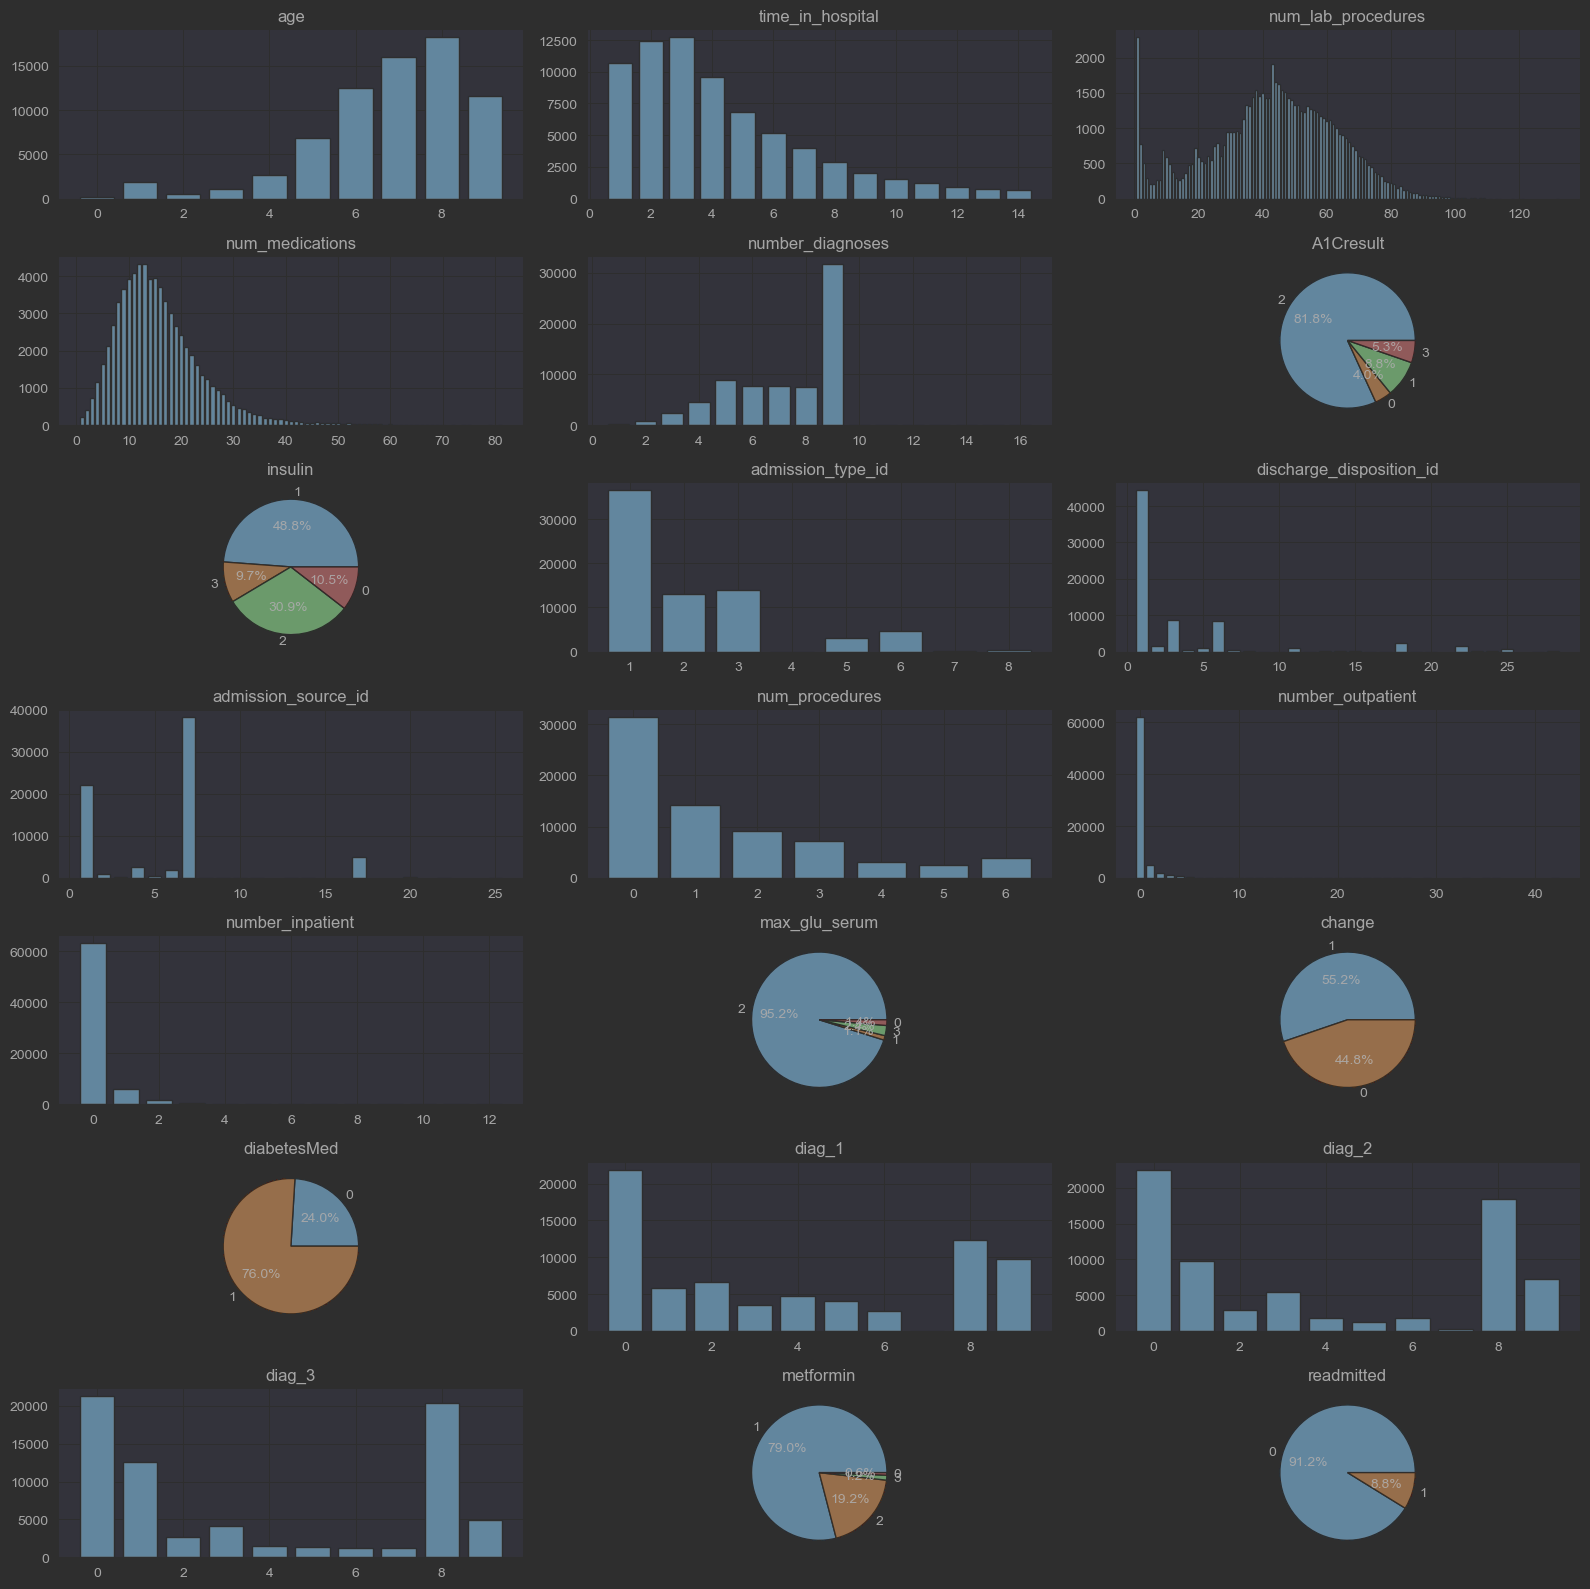 age
15000
10000
5000
0
0 2 4 6 8
time_in_hospital
12500
10000
7500
5000
2500
0
0 2 4 6 8 10 12 14
num_lab_procedures
2000
1500
1000
500
0
0 20 40 60 80 100 120
num_medications
4000
3000
2000
1000
0
0 10 20 30 40 50 60 70 80
number_diagnoses
30000
20000
10000
0
0 2 4 6 8 10 12 14 16
A1Cresult
2
81.8%
5.3%
3
8.8%
1
4.0%
0
insulin
1
48.8%
3
9.7%
10.5%
0
30.9%
2
admission_type_id
30000
20000
10000
0
1 2 3 4 5 6 7 8
discharge_disposition_id
40000
30000
20000
10000
0
0 5 10 15 20 25
admission_source_id
40000
30000
20000
10000
0
0 5 10 15 20 25
num_procedures
30000
20000
10000
0
0 1 2 3 4 5 6
number_outpatient
60000
40000
20000
0
0 10 20 30 40
number_inpatient
60000
40000
20000
0
0 2 4 6 8 10 12
max_glu_serum
2
95.2%
0
3
1
change
1
55.2%
44.8%
0
diabetesMed
0
24.0%
76.0%
1
diag_1
20000
15000
10000
5000
0
0 2 4 6 8
diag_2
20000
15000
10000
5000
0
0 2 4 6 8
diag_3
20000
15000
10000
5000
0
0 2 4 6 8
metformin
1
79.0%
0
3
19.2%
2
readmitted
0
91.2%
8.8%
1